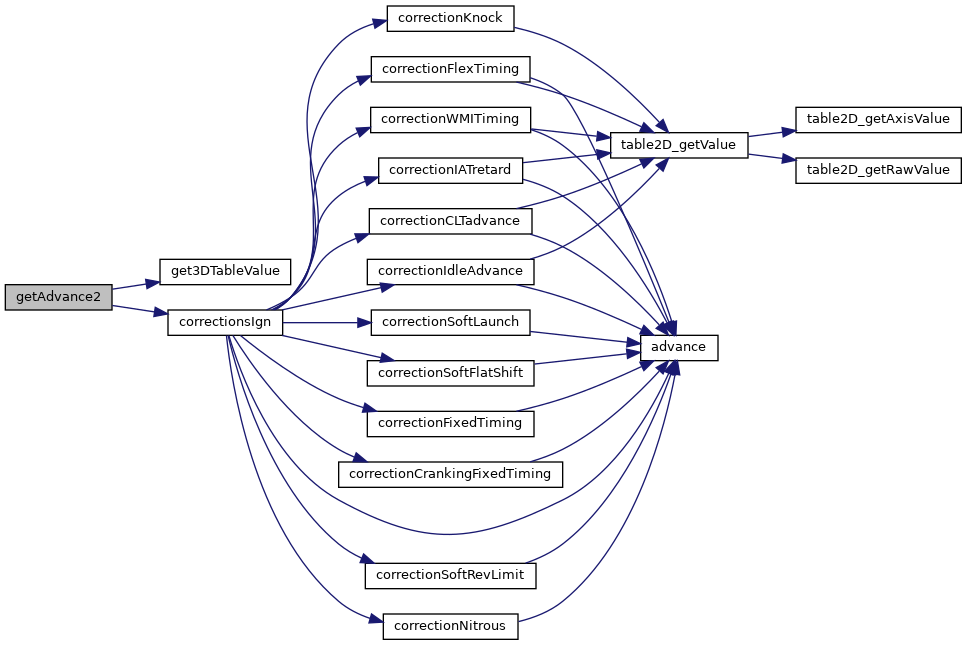 getAdvance2
get3DTableValue
correctionsIgn
correctionKnock
correctionFlexTiming
correctionWMITiming
correctionIATretard
correctionCLTadvance
correctionIdleAdvance
correctionSoftLaunch
correctionSoftFlatShift
correctionFixedTiming
correctionCrankingFixedTiming
correctionSoftRevLimit
correctionNitrous
table2D_getValue
advance
table2D_getAxisValue
table2D_getRawValue